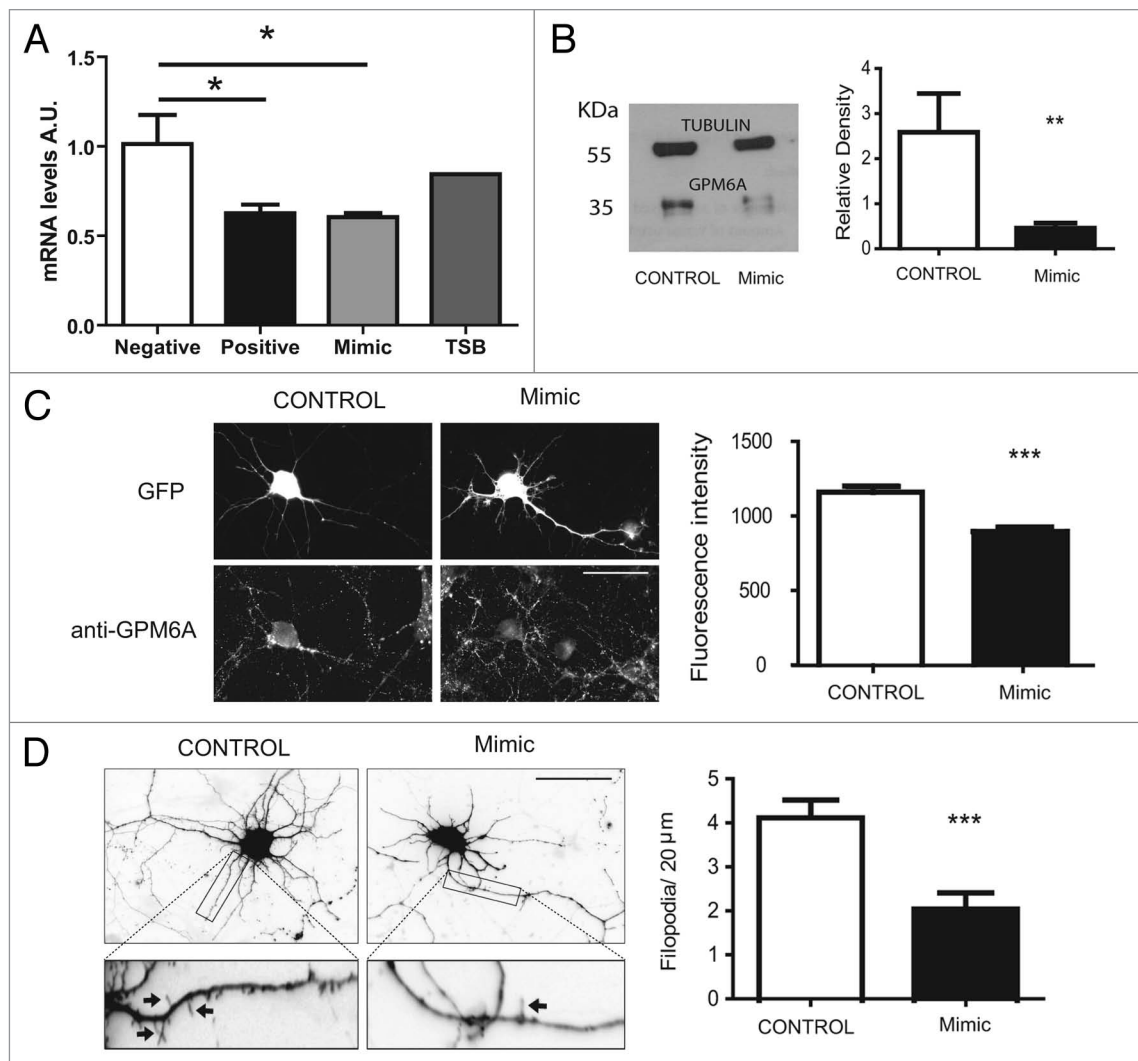 A
*
*
mRNA levels A.U.
1.5
1.0
0.5
0.0
Negative Positive Mimic TSB
B
KDa
55
35
TUBULIN
GPM6A
CONTROL Mimic
Relative Density
4
3
2
1
0
**
CONTROL Mimic
C
CONTROL Mimic
GFP
anti-GPM6A
Fluorescence intensity
1500
1000
500
0
***
CONTROL Mimic
D
CONTROL Mimic
Filopodia/ 20 µm
5
4
3
2
1
0
***
CONTROL Mimic